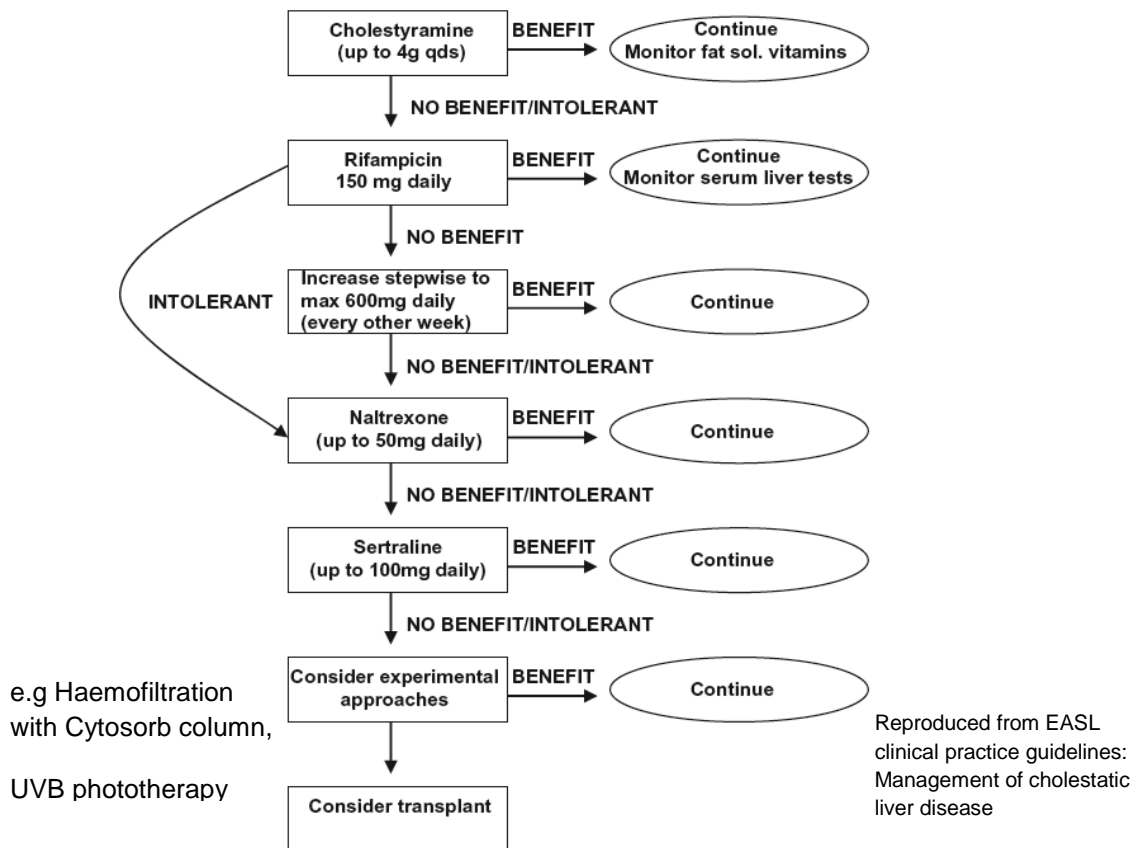 Cholestyramine
(up to 4g qds)
BENEFIT
Continue
Monitor fat sol. vitamins
NO BENEFIT/INTOLERANT
Rifampicin
150 mg daily
BENEFIT
Continue
Monitor serum liver tests
NO BENEFIT
INTOLERANT
Increase stepwise to
max 600mg daily
(every other week)
BENEFIT
Continue
NO BENEFIT/INTOLERANT
Naltrexone
(up to 50mg daily)
BENEFIT
Continue
NO BENEFIT/INTOLERANT
Sertraline
(up to 100mg daily)
BENEFIT
Continue
NO BENEFIT/INTOLERANT
Consider experimental
approaches
BENEFIT
Continue
e.g Haemofiltration
with Cytosorb column,
UVB phototherapy
Consider transplant
Reproduced from EASL
clinical practice guidelines:
Management of cholestatic
liver disease